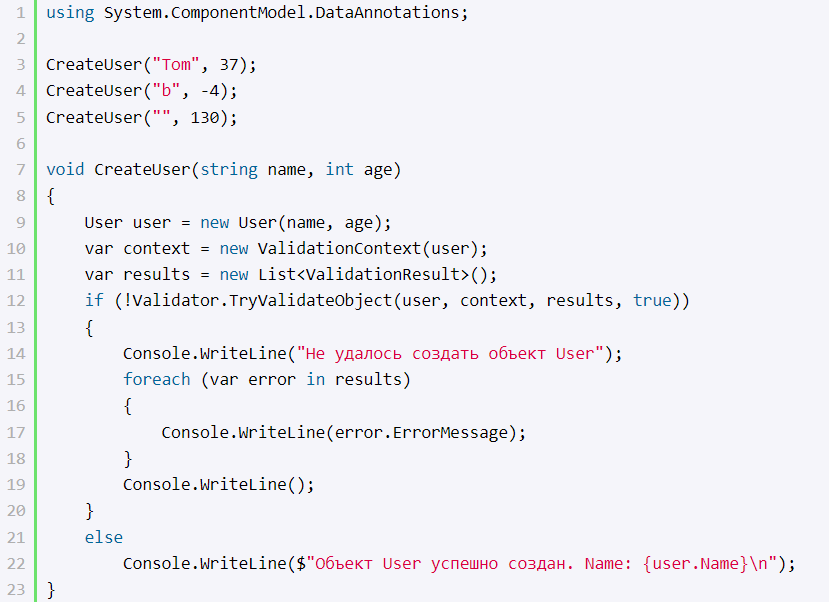 1 using System.ComponentModel.DataAnnotations;
2
3 CreateUser("Tom", 37);
4 CreateUser("b", -4);
5 CreateUser("", 130);
6
7 void CreateUser(string name, int age)
8 {
9     User user = new User(name, age);
10     var context = new ValidationContext(user);
11     var results = new List<ValidationResult>();
12     if (!Validator.TryValidateObject(user, context, results, true))
13     {
14         Console.WriteLine("Не удалось создать объект User");
15         foreach (var error in results)
16         {
17             Console.WriteLine(error.ErrorMessage);
18         }
19         Console.WriteLine();
20     }
21     else
22         Console.WriteLine($"Объект User успешно создан. Name: {user.Name}\n");
23 }